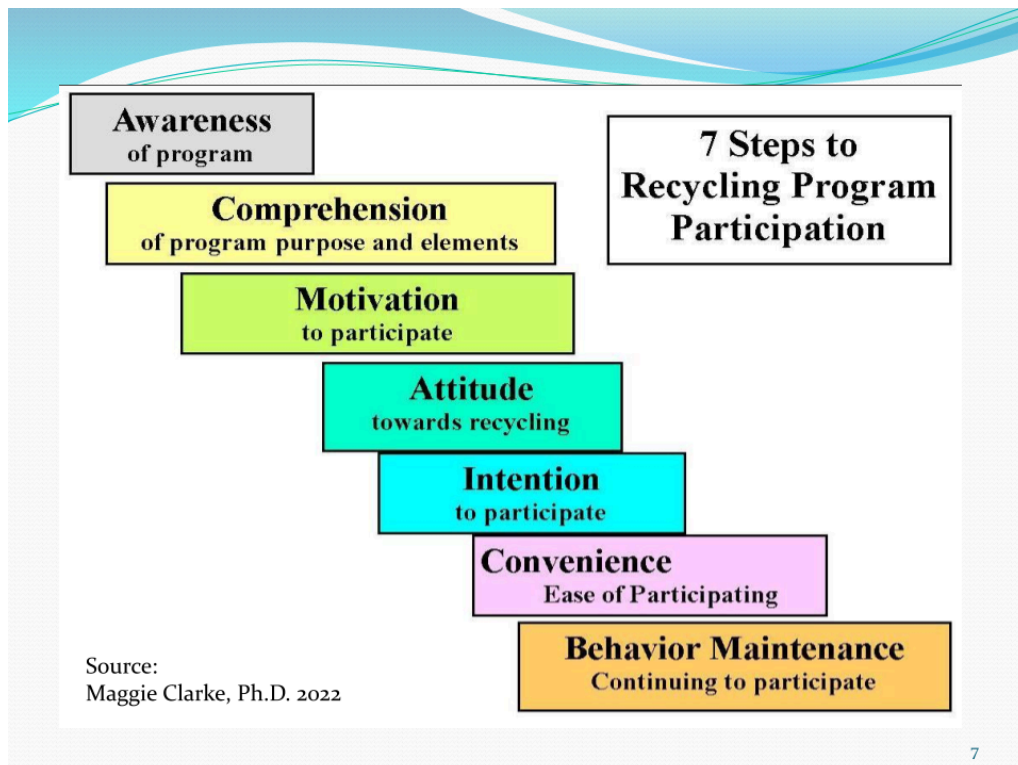 Awareness
of program
7 Steps to
Recycling Program
Participation
Comprehension
of program purpose and elements
Motivation
to participate
Attitude
towards recycling
Intention
to participate
Convenience
Ease of Participating
Behavior Maintenance
Continuing to participate
Source:
Maggie Clarke, Ph.D. 2022
7